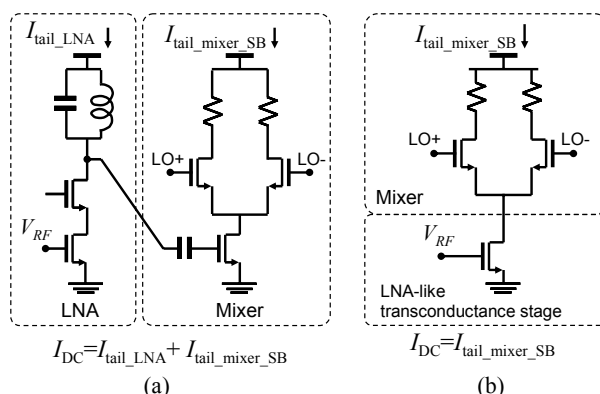 I_tail_LNA
I_tail_mixer_SB
LO+
LO-
V_RF
LNA
Mixer
I_DC=I_tail_LNA+ I_tail_mixer_SB
(a)
I_tail_mixer_SB
LO+
LO-
Mixer
V_RF
LNA-like
transconductance stage
I_DC=I_tail_mixer_SB
(b)